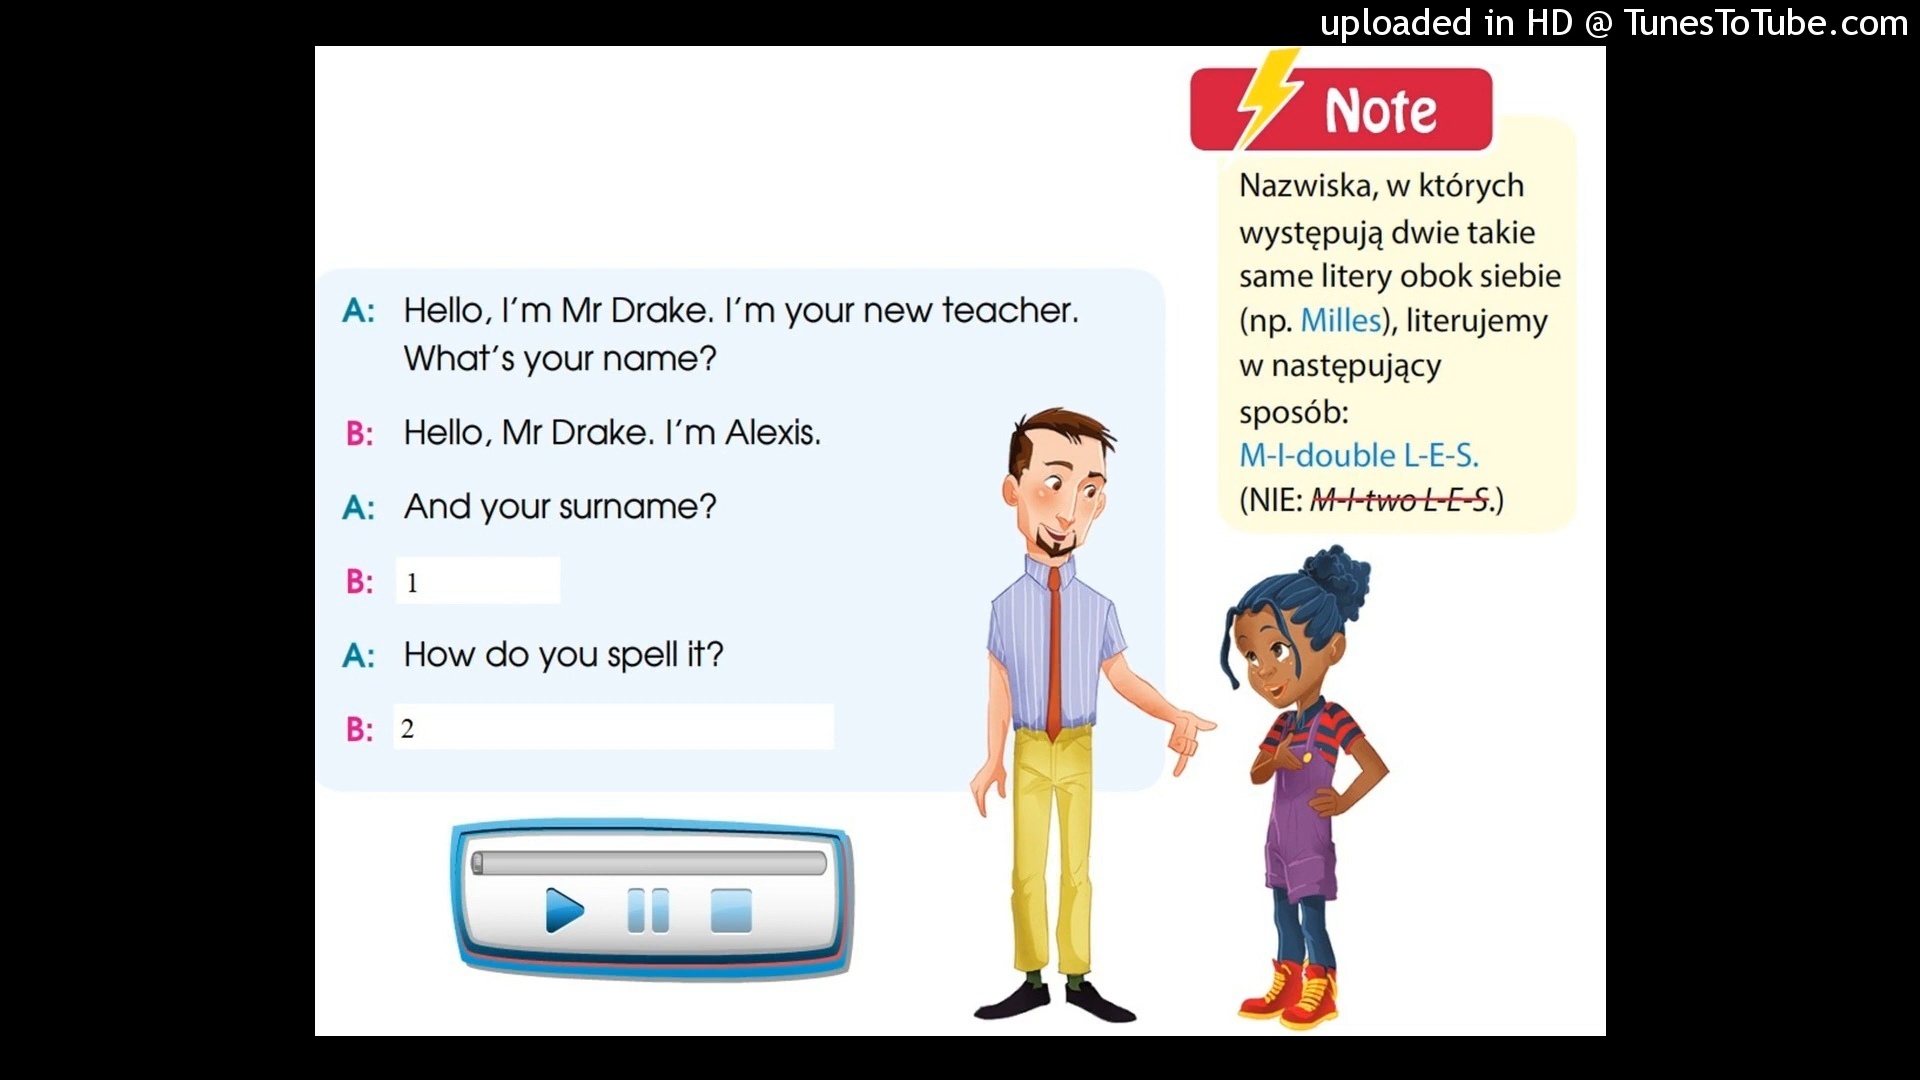 uploaded in HD @ TunesToTube.com
Note
Nazwiska, w których
występują dwie takie
same litery obok siebie
(np. Milles), literujemy
w następujący
sposób:
M-I-double L-E-S.
(NIE: M-I-two L-E-S.)
A: Hello, I'm Mr Drake. I'm your new teacher.
What's your name?
B: Hello, Mr Drake. I'm Alexis.
A: And your surname?
B: 1
A: How do you spell it?
B: 2